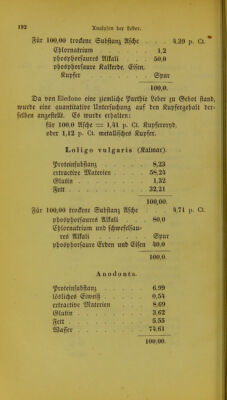 192 Analysen der Leber.
Für 100,00 trockene Substanz Asche . . 4,39 p. Ct.
Chlornatrium . . . . 1,2
phosphorsaures Alkali . . . 50,0
phosphorsaure Kalkerde. Eisen.
Kupfer . . . . . Spur
100,0.
Da von Eledone eine ziemliche Parthie Leber zu Gebot stand,
wurde eine quantitative Untersuchung auf den Kupfergehalt der-
selben angestellt. Es wurde erhalten:
für 100,0 Asche = 1,41 p. Ct. Kupferoxyd,
oder 1,12 p. Ct. metallisches Kupfer.
Loligo vulgaris (Kalmar).
Proteinsubstanz . . . . 8,23
extractive Materien . . . 58,24
Glutin . . . . . 1,32
Fett . . . . . . 32,21
100,00.
Für 100,00 trockene Substanz Asche . . 4,71 p. Ct.
phosphorsaures Alkali . . . 80,0
Chlornatrium und schwefelsau-
res Alkali . . . . Spur
phosphorsaure Erden und Eisen 20,0
100,0.
Anodonta.
Proteinsubstanz . . . . 6,99
lösliches Eiweiß . . . . 0,54
extractive Materien . . . 8,69
Glutin . . . . . 3,62
Fett . . . . . . 5,55
Wasser . . . . . 74,61
100,00.